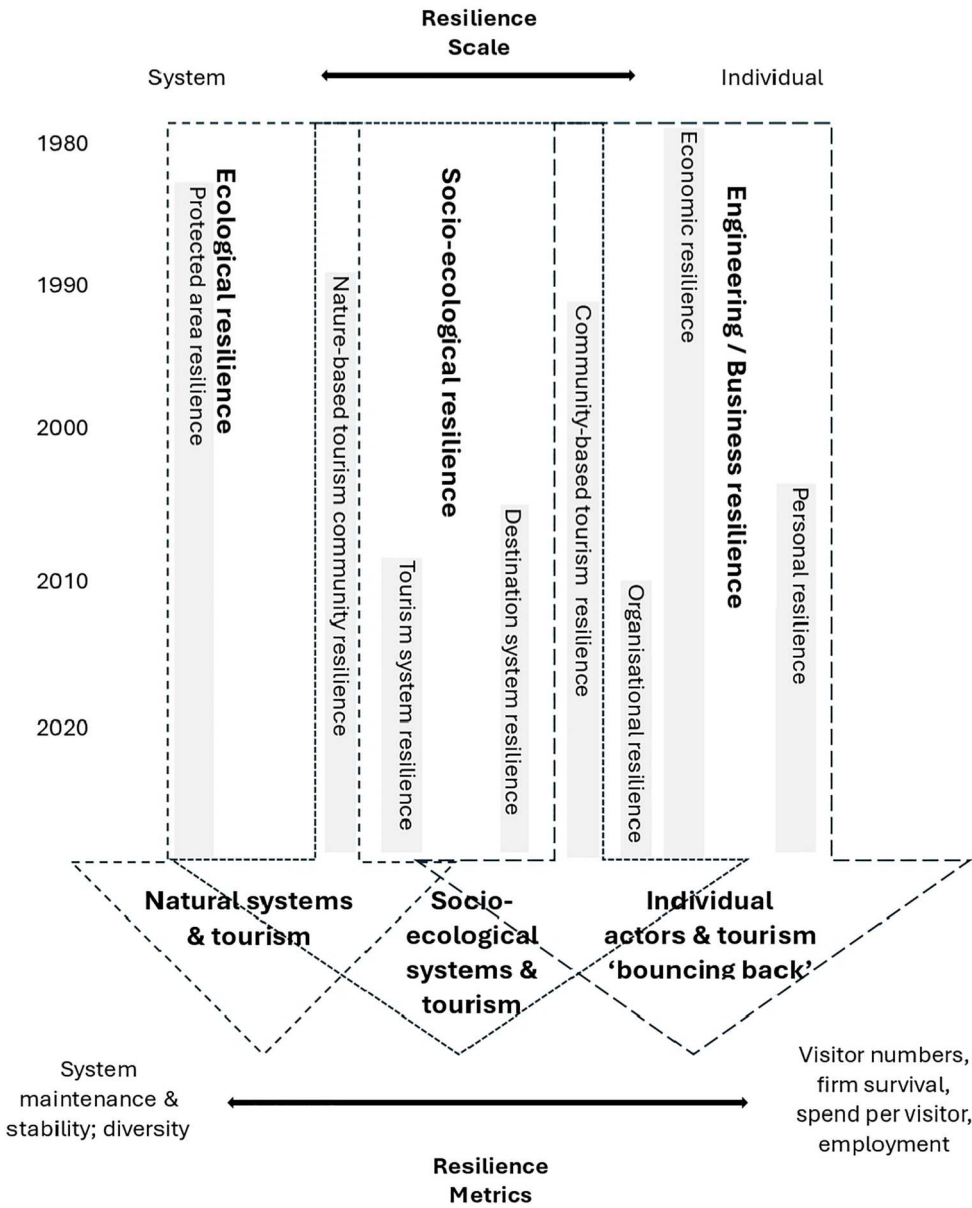 Resilience
Scale
System
Individual
1980
1990
2000
2010
2020
Ecological resilience
Protected area resilience
Nature-based tourism community resilience
Socio-ecological resilience
Tourism system resilience
Destination system resilience
Community-based tourism resilience
Organisational resilience
Economic resilience
Engineering / Business resilience
Personal resilience
Natural systems
& tourism
Socio-
ecological
systems &
tourism
Individual
actors & tourism
‘bouncing back’
System
maintenance &
stability; diversity
Visitor numbers,
firm survival,
spend per visitor,
employment
Resilience
Metrics